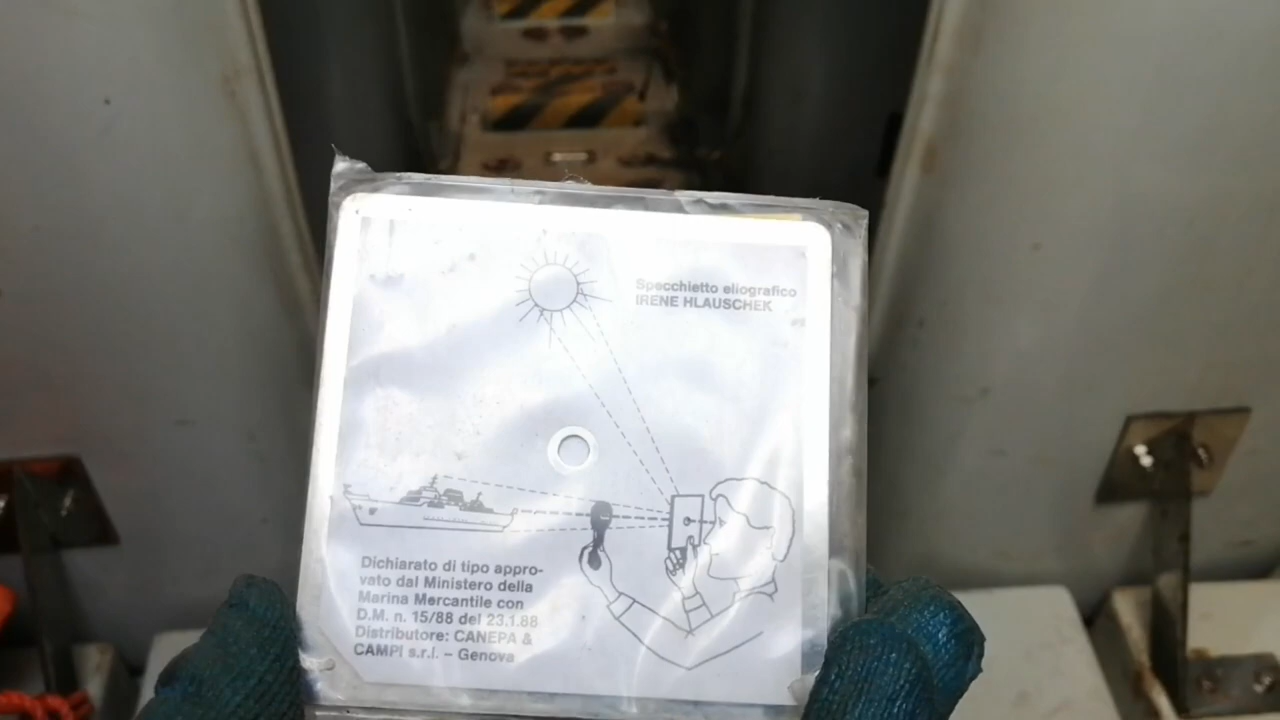 Specchietto eliografico
IRENE HLAUSCHEK
Dichiarato di tipo appro-
vato dal Ministero della
Marina Mercantile con
D.M. n. 15/88 del 23.1.88
Distributore: CANEPA &
CAMPI s.r.l. – Genova